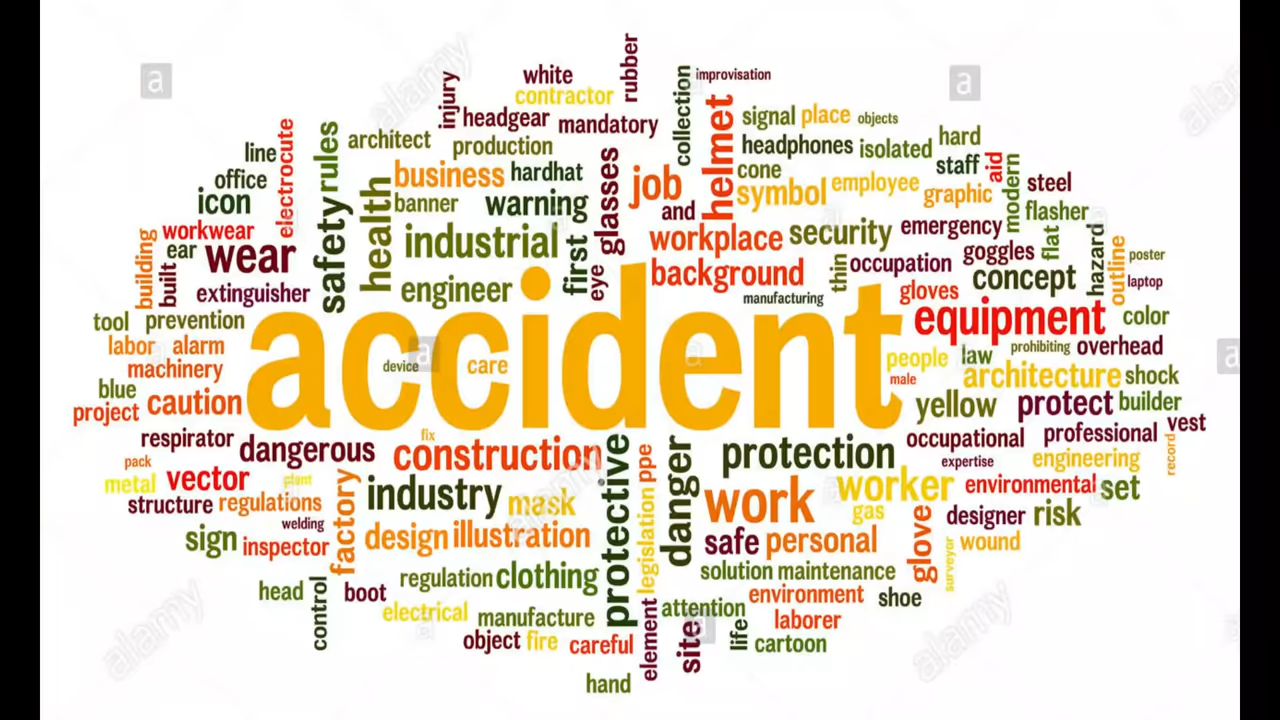 rubber
white
improvisation
collection
injury
contractor
helmet
headgear
mandatory
signal
place
objects
electrocute
rules
architect
production
headphones
isolated
hard
line
business
hardhat
glasses
job
cone
staff
aid
modern
office
health
symbol
employee
graphic
steel
icon
safety
banner
warning
and
flasher
workwear
industrial
first
workplace
security
emergency
flat
hazard
building
ear
wear
eye
background
thin
occupation
goggles
outline
poster
built
extinguisher
engineer
manufacturing
gloves
concept
laptop
tool
prevention
accident
equipment
color
labor
alarm
device
care
people
law
prohibiting
overhead
machinery
male
architecture
shock
blue
project
caution
yellow
protect
builder
respirator
dangerous
fix
construction
protective
ppe
danger
protection
occupational
professional
vest
pack
metal
vector
plant
expertise
engineering
record
structure
regulations
factory
industry
mask
legislation
work
worker
environmental
set
gas
sign
inspector
welding
design
illustration
safe
personal
glove
designer
risk
surveyor
wound
head
control
boot
regulation
clothing
solution
maintenance
electrical
manufacture
element
attention
environment
shoe
object
fire
careful
site
life
laborer
cartoon
hand
a
alamy
a
alamy
a
alamy
a
alamy
alamy